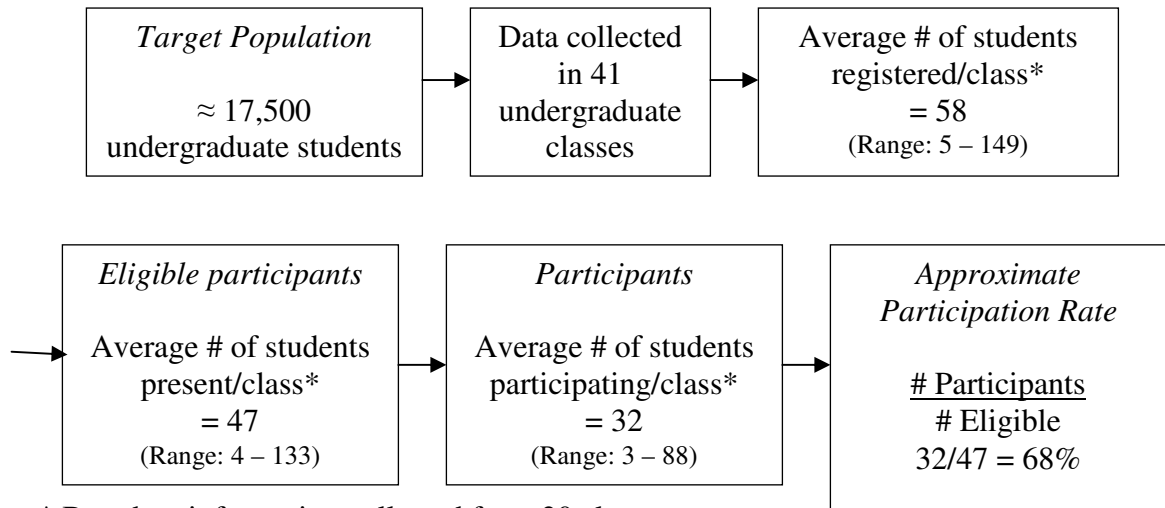 Target Population
≈ 17,500
undergraduate students
Data collected
in 41
undergraduate
classes
Average # of students
registered/class*
= 58
(Range: 5 – 149)
Eligible participants
Average # of students
present/class*
= 47
(Range: 4 – 133)
Participants
Average # of students
participating/class*
= 32
(Range: 3 – 88)
Approximate
Participation Rate
# Participants
# Eligible
32/47 = 68%